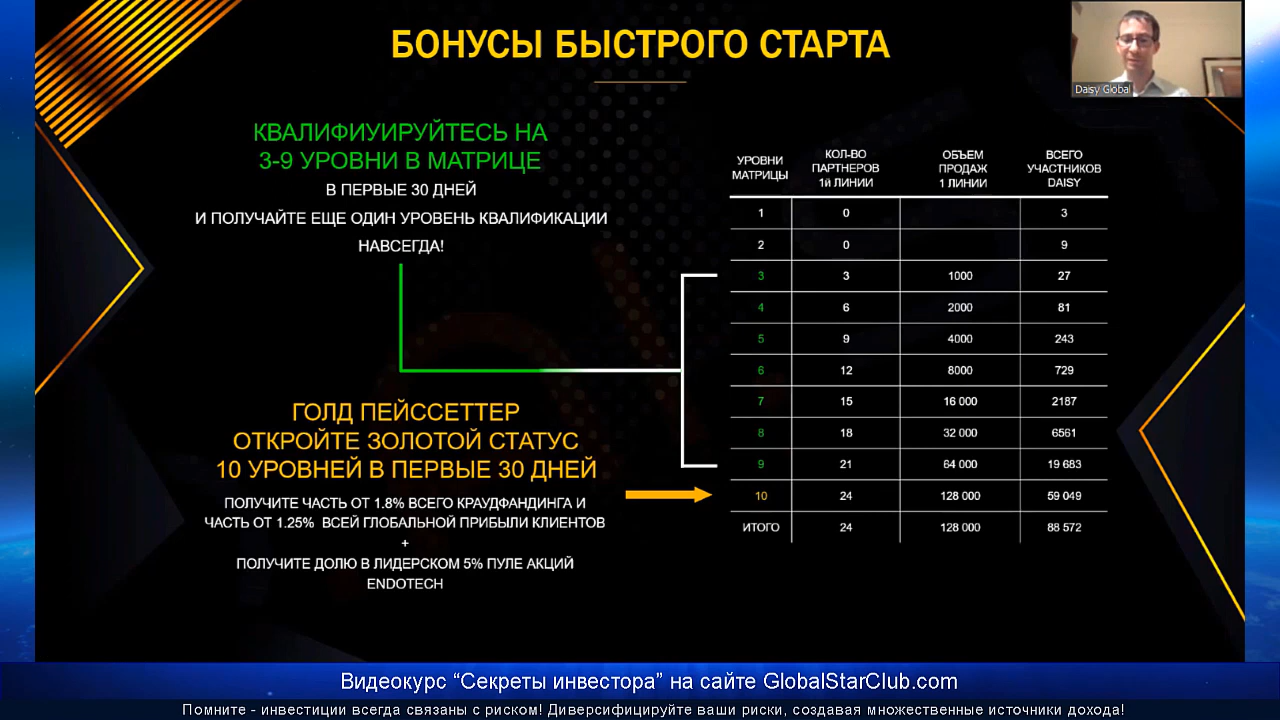 БОНУСЫ БЫСТРОГО СТАРТА
Daisy Global
КВАЛИФИУИРУЙТЕСЬ НА
3-9 УРОВНИ В МАТРИЦЕ
В ПЕРВЫЕ 30 ДНЕЙ
И ПОЛУЧАЙТЕ ЕЩЕ ОДИН УРОВЕНЬ КВАЛИФИКАЦИИ
НАВСЕГДА!
ГОЛД ПЕЙССЕТТЕР
ОТКРОЙТЕ ЗОЛОТОЙ СТАТУС
10 УРОВНЕЙ В ПЕРВЫЕ 30 ДНЕЙ
ПОЛУЧИТЕ ЧАСТЬ ОТ 1.8% ВСЕГО КРАУДФАНДИНГА И
ЧАСТЬ ОТ 1.25% ВСЕЙ ГЛОБАЛЬНОЙ ПРИБЫЛИ КЛИЕНТОВ
+
ПОЛУЧИТЕ ДОЛЮ В ЛИДЕРСКОМ 5% ПУЛЕ АКЦИЙ
ENDOTECH
УРОВНИ МАТРИЦЫ КОЛ-ВО ПАРТНЕРОВ 1й ЛИНИИ ОБЪЕМ ПРОДАЖ 1 ЛИНИИ ВСЕГО УЧАСТНИКОВ DAISY
1 0 3
2 0 9
3 3 1000 27
4 6 2000 81
5 9 4000 243
6 12 8000 729
7 15 16 000 2187
8 18 32 000 6561
9 21 64 000 19 683
10 24 128 000 59 049
ИТОГО 24 128 000 88 572
Видеокурс “Секреты инвестора” на сайте GlobalStarClub.com
Помните - инвестиции всегда связаны с риском! Диверсифицируйте ваши риски, создавая множественные источники дохода!